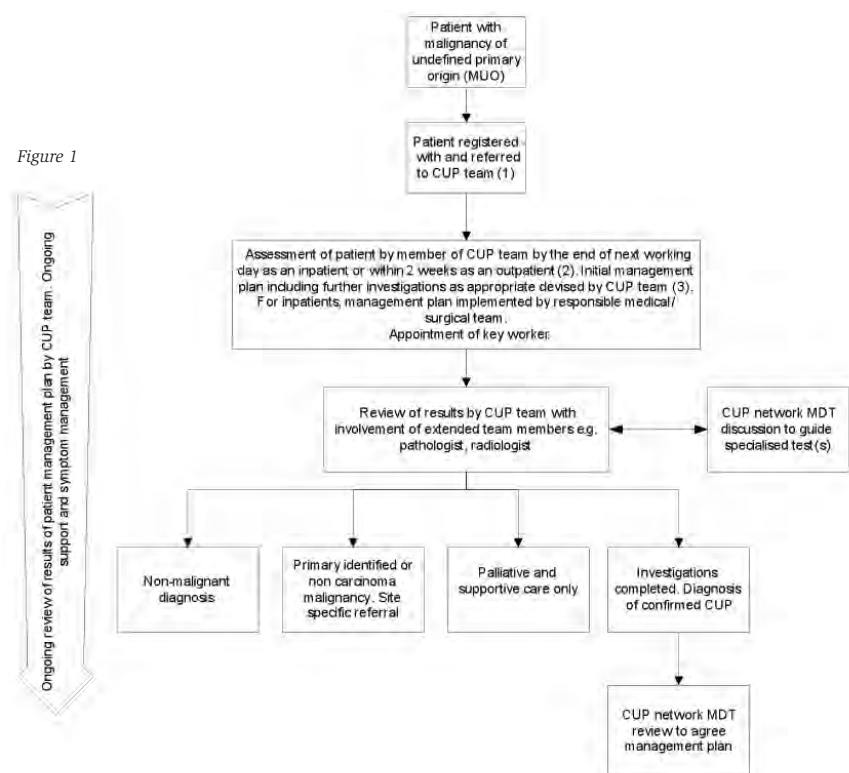 Patient with
malignancy of
undefined primary
origin (MUO)
Figure 1
Patient registered
with and referred
to CUP team (1)
Assessment of patient by member of CUP team by the end of next working
day as an inpatient or within 2 weeks as an outpatient (2). Initial management
plan including further investigations as appropriate devised by CUP team (3).
For inpatients, management plan implemented by responsible medical/
surgical team.
Appointment of key worker
Ongoing review of results of patient management plan by CUP team. Ongoing
support and symptom management
Review of results by CUP team with
involvement of extended team members e.g.
pathologist, radiologist
CUP network MDT
discussion to guide
specialised test(s)
Non-malignant
diagnosis
Primary identified or
non carcinoma
malignancy. Site
specific referral
Palliative and
supportive care only
Investigations
completed. Diagnosis
of confirmed CUP
CUP network MDT
review to agree
management plan